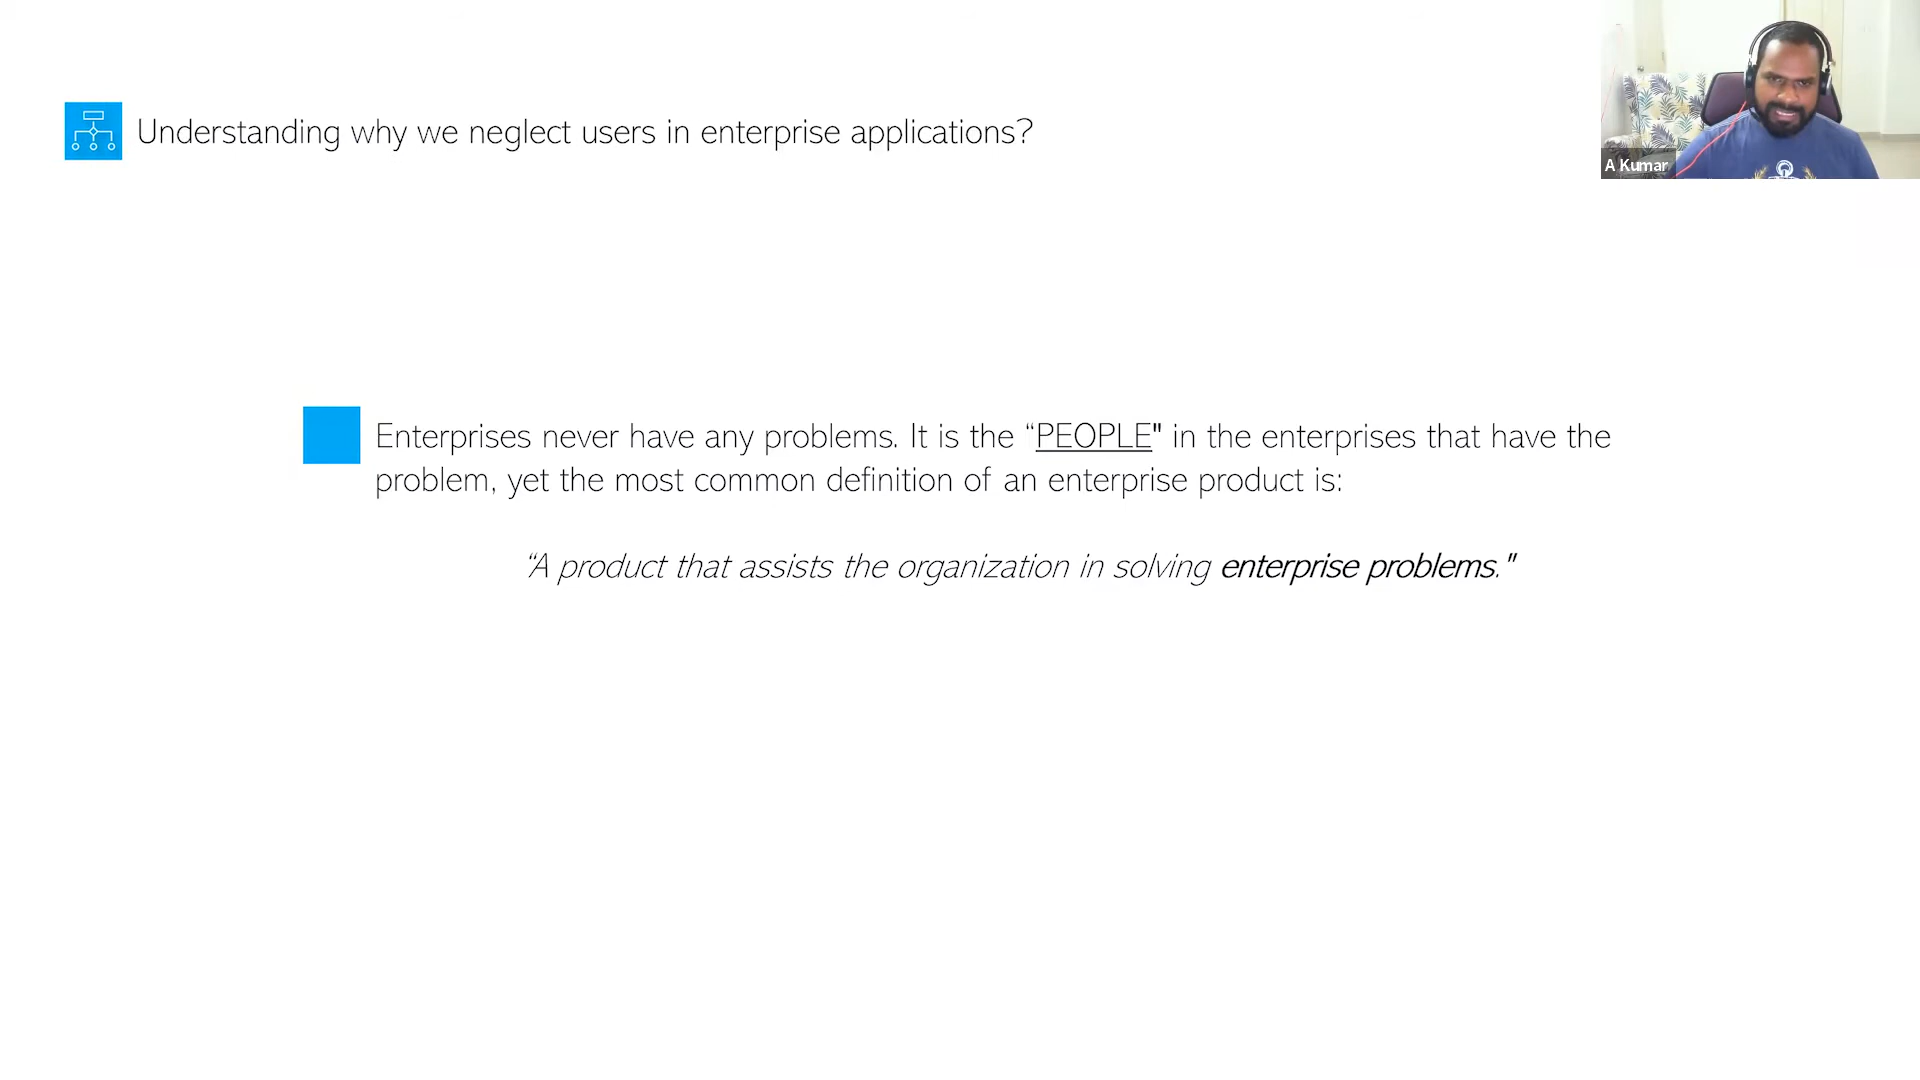 Understanding why we neglect users in enterprise applications?
A Kumar
Enterprises never have any problems. It is the “PEOPLE" in the enterprises that have the
problem, yet the most common definition of an enterprise product is:
“A product that assists the organization in solving enterprise problems."